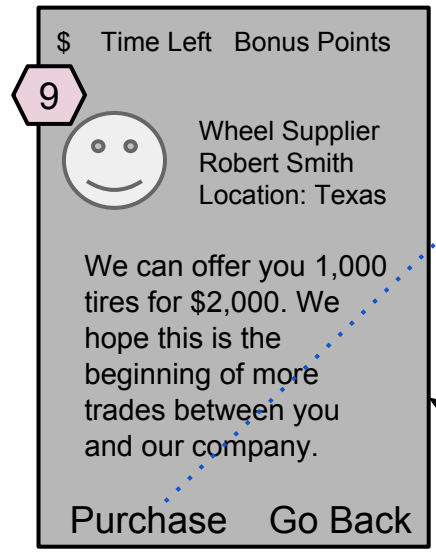 $ Time Left Bonus Points
9
Wheel Supplier
Robert Smith
Location: Texas
We can offer you 1,000
tires for $2,000. We
hope this is the
beginning of more
trades between you
and our company.
Purchase Go Back